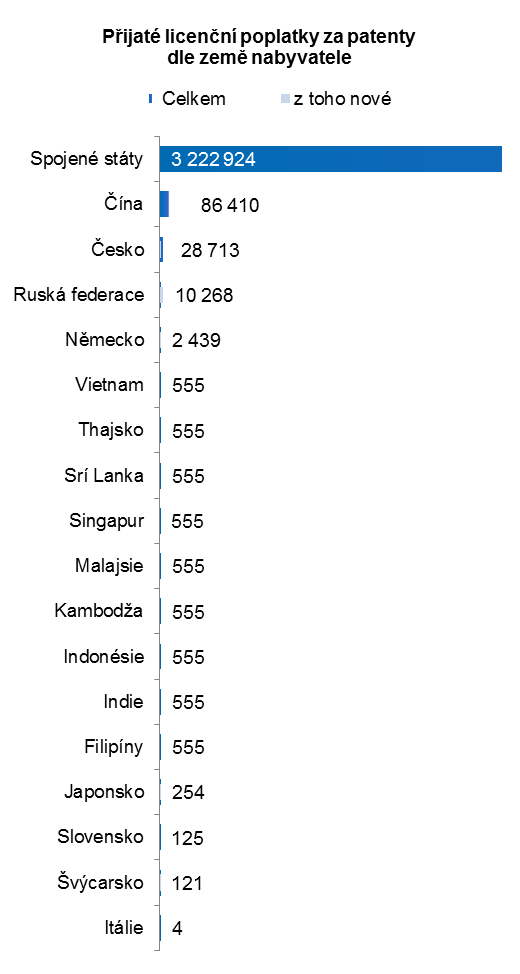 Přijaté licenční poplatky za patenty
dle země nabyvatele
Celkem z toho nové
Spojené státy 3 222 924
Čína 86 410
Česko 28 713
Ruská federace 10 268
Německo 2 439
Vietnam 555
Thajsko 555
Srí Lanka 555
Singapur 555
Malajsie 555
Kambodža 555
Indonésie 555
Indie 555
Filipíny 555
Japonsko 254
Slovensko 125
Švýcarsko 121
Itálie 4